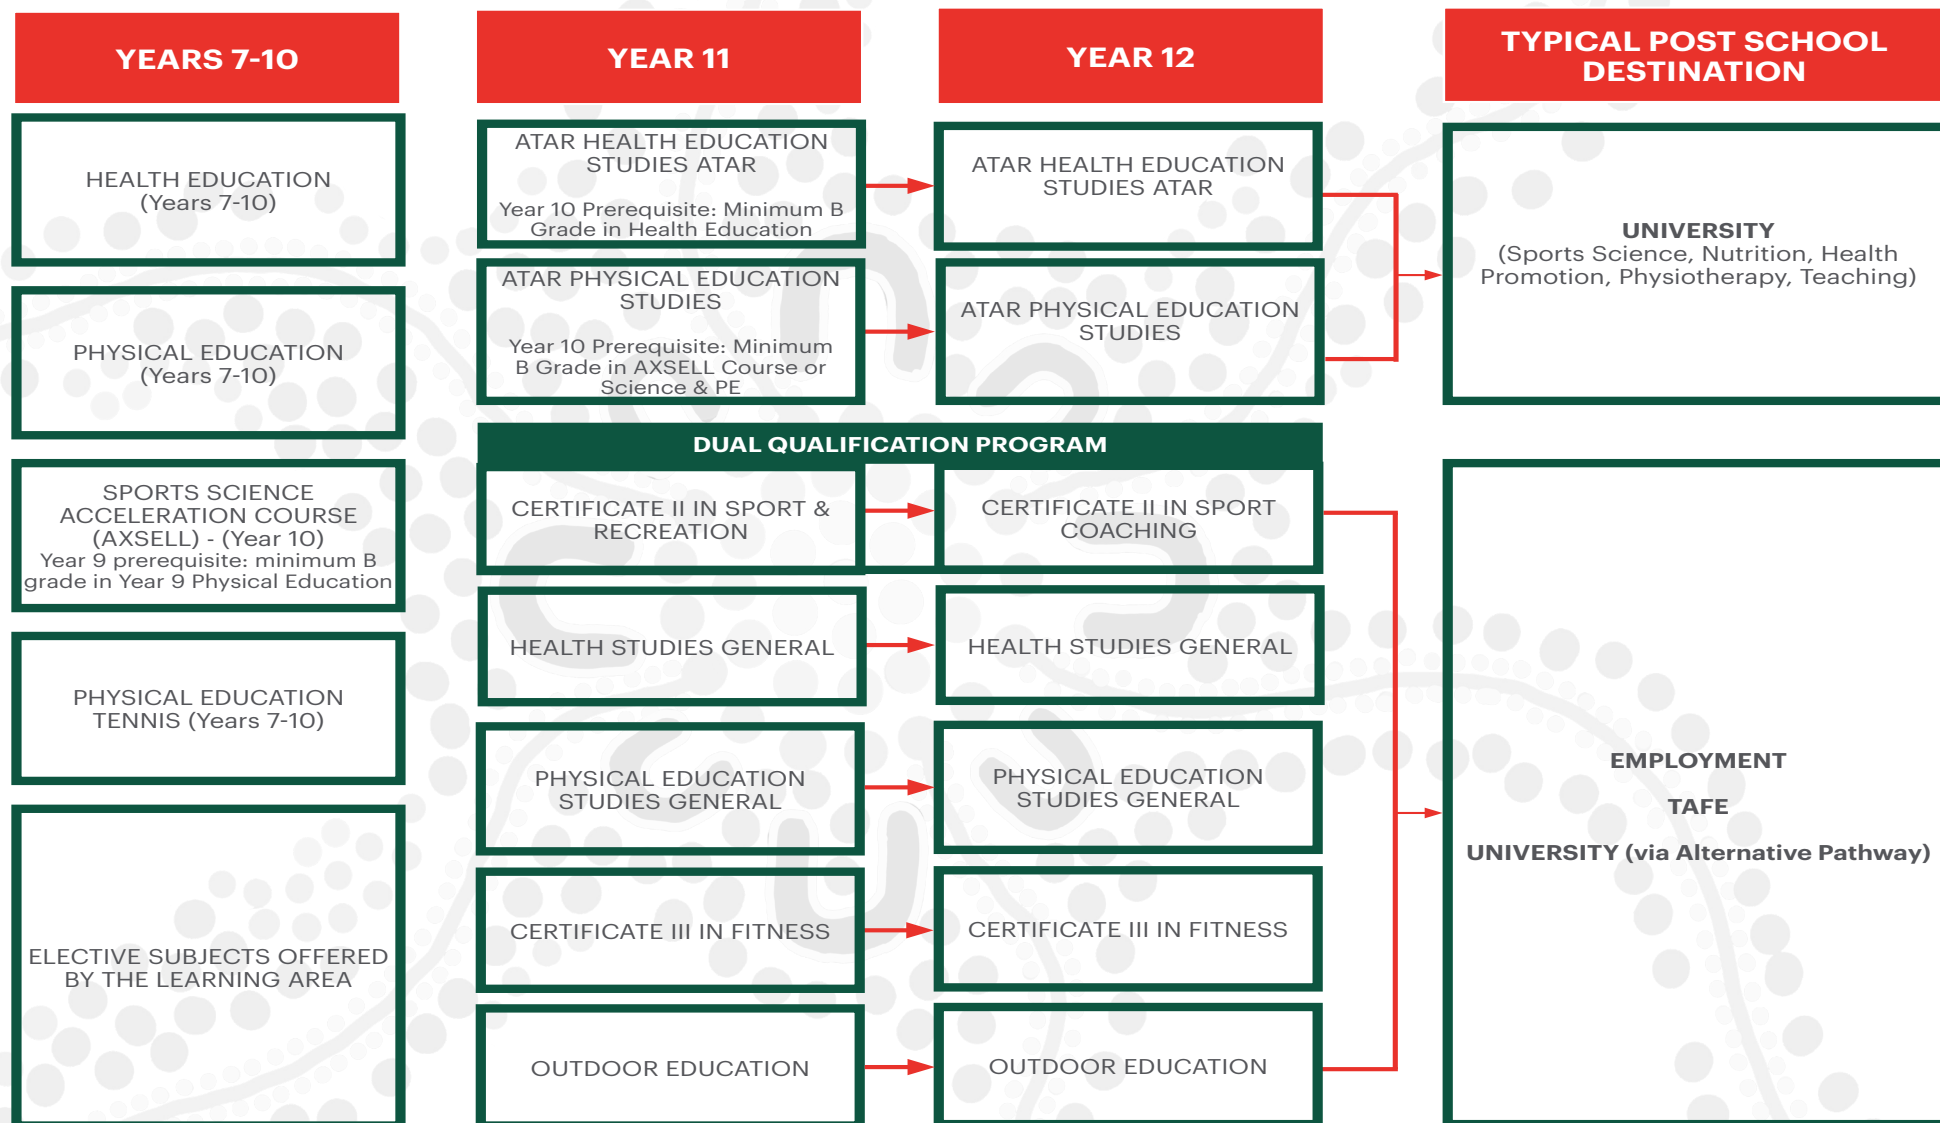 YEARS 7-10
HEALTH EDUCATION
(Years 7-10)
PHYSICAL EDUCATION
(Years 7-10)
SPORTS SCIENCE
ACCELERATION COURSE
(AXSELL) - (Year 10)
Year 9 prerequisite: minimum B
grade in Year 9 Physical Education
PHYSICAL EDUCATION
TENNIS (Years 7-10)
ELECTIVE SUBJECTS OFFERED
BY THE LEARNING AREA
YEAR 11
ATAR HEALTH EDUCATION
STUDIES ATAR
Year 10 Prerequisite: Minimum B
Grade in Health Education
ATAR PHYSICAL EDUCATION
STUDIES
Year 10 Prerequisite: Minimum
B Grade in AXSELL Course or
Science & PE
YEAR 12
ATAR HEALTH EDUCATION
STUDIES ATAR
ATAR PHYSICAL EDUCATION
STUDIES
DUAL QUALIFICATION PROGRAM
CERTIFICATE II IN SPORT &
RECREATION
CERTIFICATE II IN SPORT
COACHING
HEALTH STUDIES GENERAL
HEALTH STUDIES GENERAL
PHYSICAL EDUCATION
STUDIES GENERAL
PHYSICAL EDUCATION
STUDIES GENERAL
CERTIFICATE III IN FITNESS
CERTIFICATE III IN FITNESS
OUTDOOR EDUCATION
OUTDOOR EDUCATION
TYPICAL POST SCHOOL
DESTINATION
UNIVERSITY
(Sports Science, Nutrition, Health
Promotion, Physiotherapy, Teaching)
EMPLOYMENT
TAFE
UNIVERSITY (via Alternative Pathway)